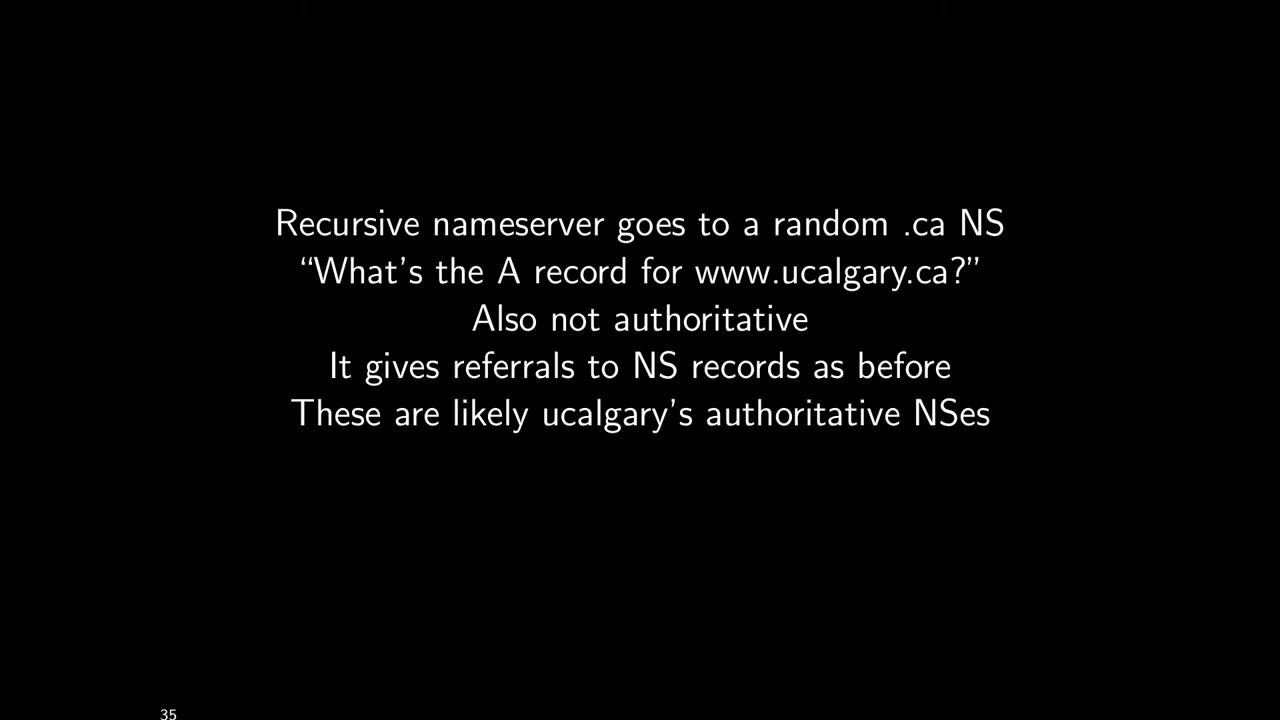 Recursive nameserver goes to a random .ca NS
“What’s the A record for www.ucalgary.ca?”
Also not authoritative
It gives referrals to NS records as before
These are likely ucalgary’s authoritative NSes
35